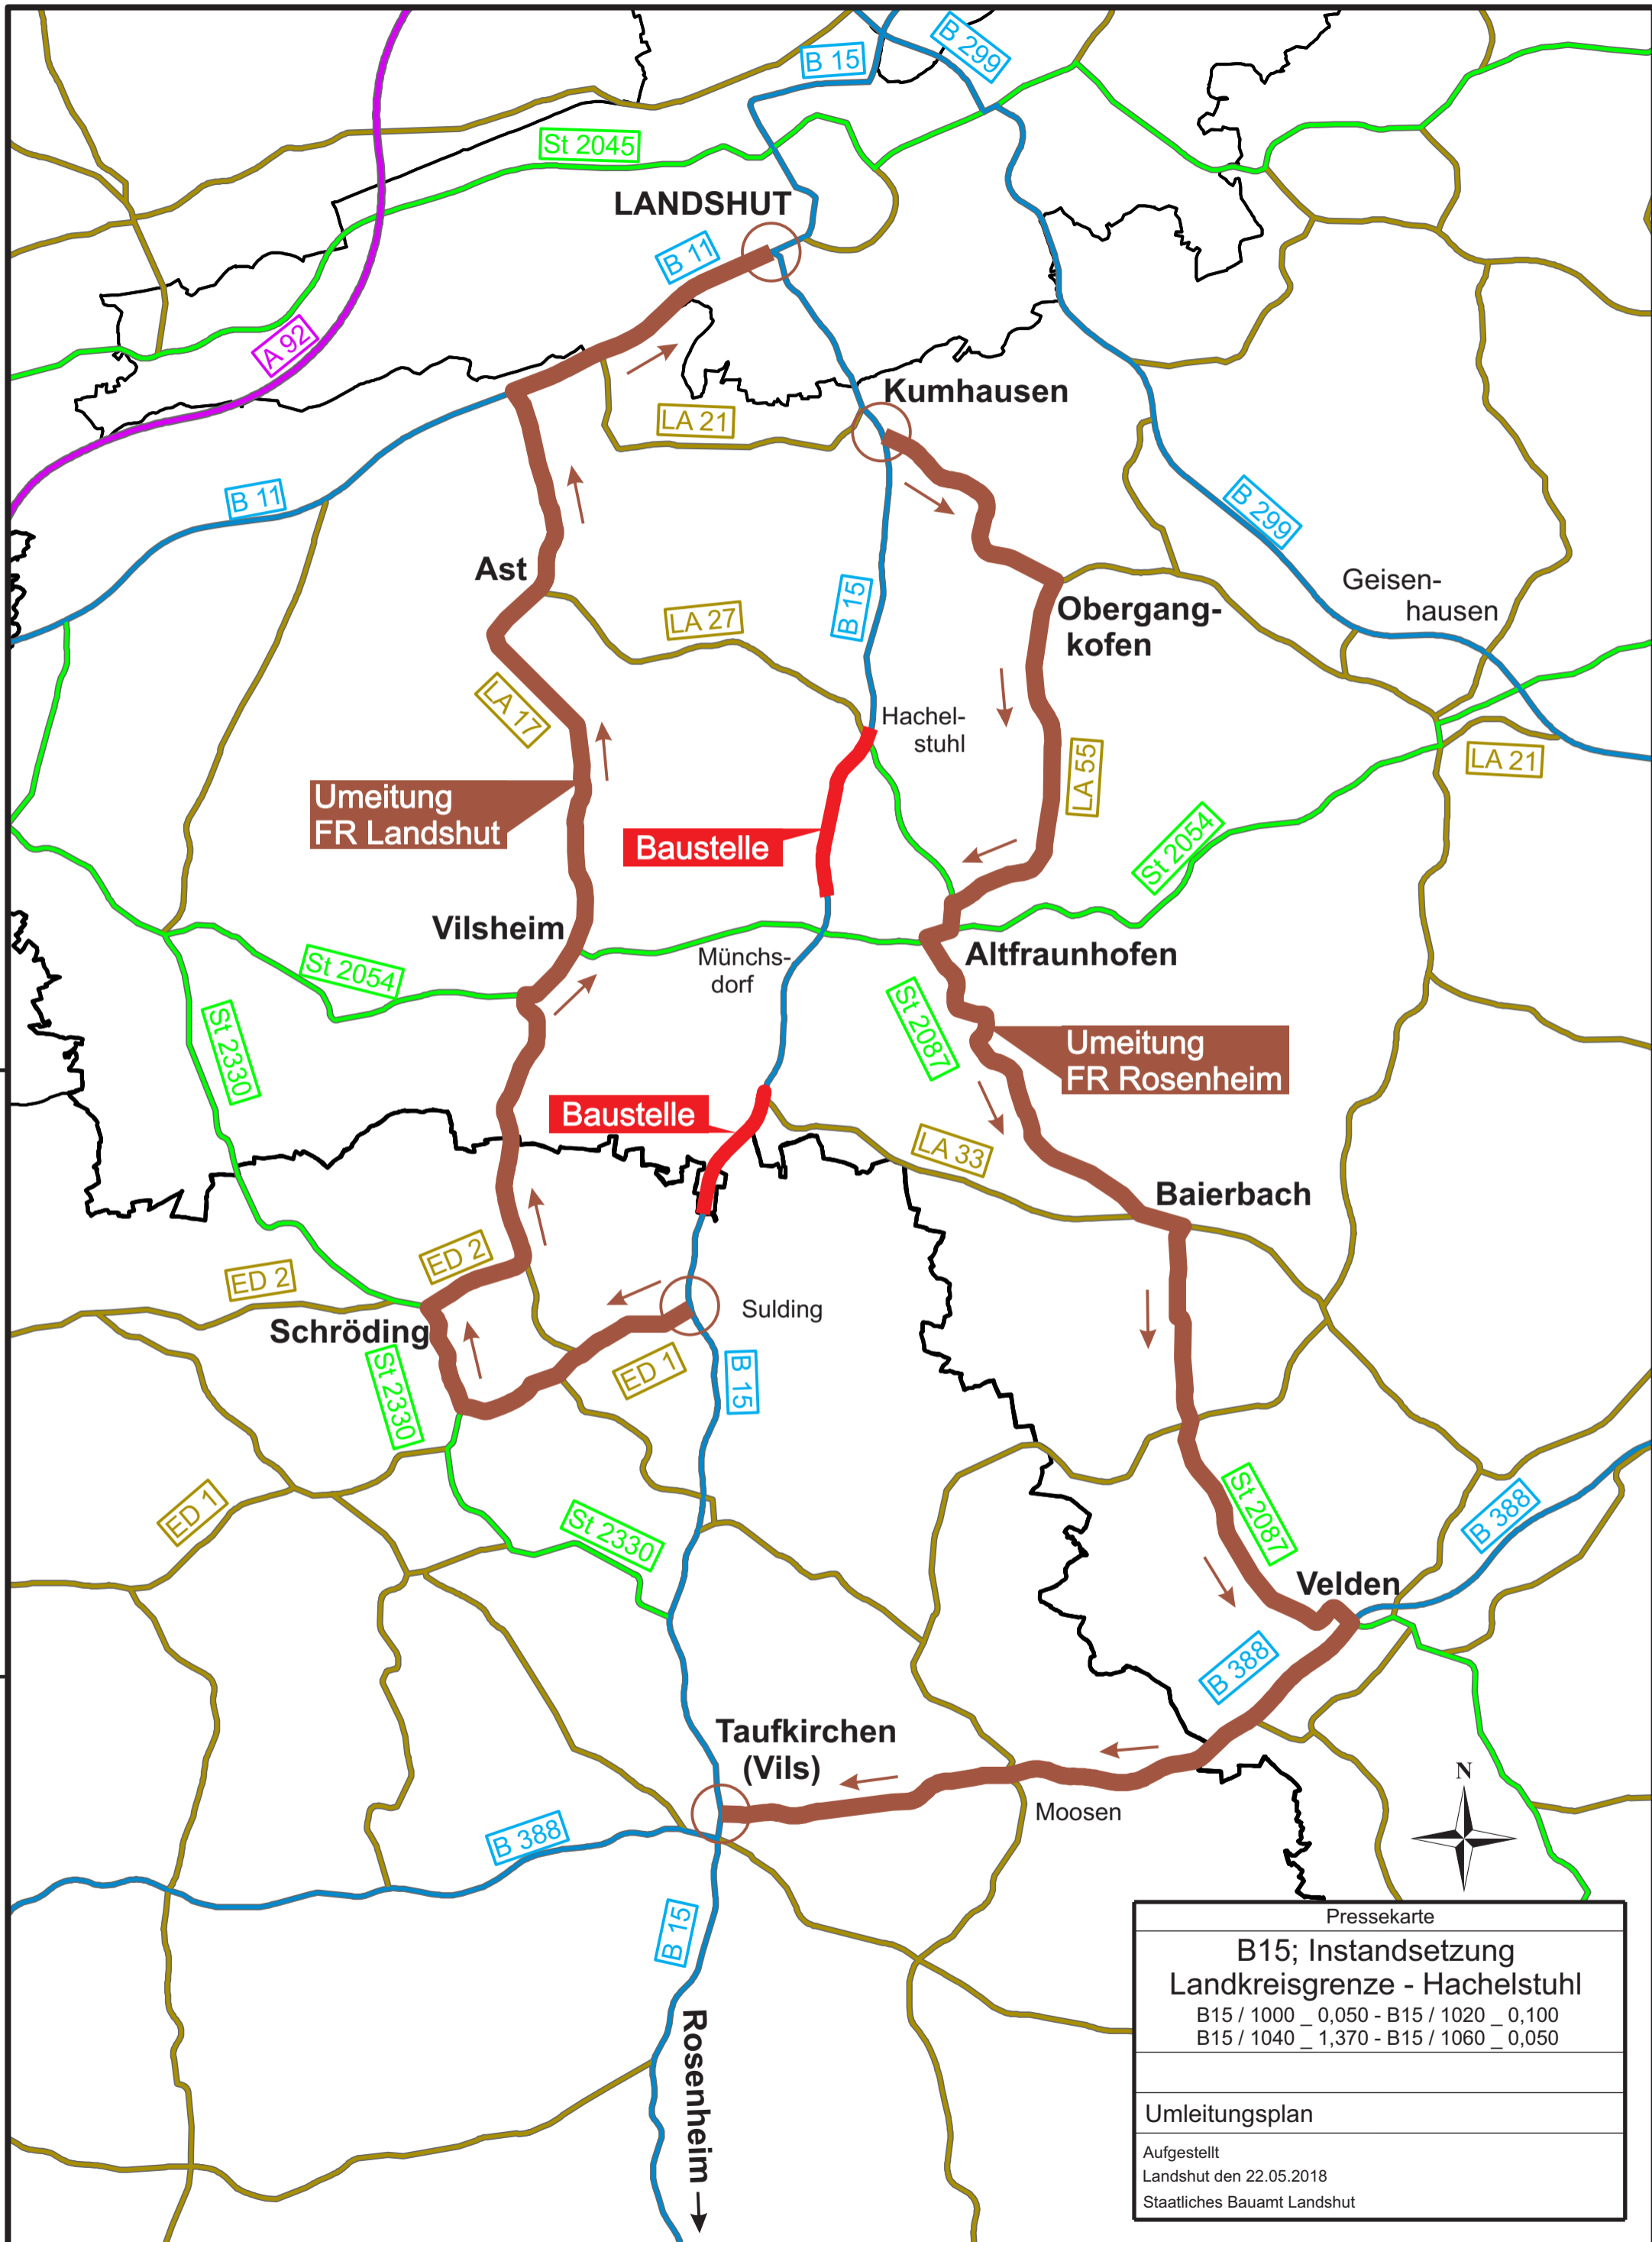 B 15
B 299
St 2045
LANDSHUT
B 11
A 92
Kumhausen
LA 21
B 11
B 299
Ast
Geisen-
hausen
B 15
LA 27
Obergang-
kofen
LA 17
Hachel-
stuhl
LA 21
LA 55
Umeitung
FR Landshut
Baustelle
St 2054
Vilsheim
Münchs-
dorf
Altfraunhofen
St 2054
St 2330
St 2087
Umeitung
FR Rosenheim
Baustelle
LA 33
Baierbach
ED 2
ED 2
Sulding
Schröding
ED 1
B 15
St 2330
ED 1
St 2330
St 2087
B 388
Velden
B 388
Taufkirchen
(Vils)
Moosen
N
B 388
B 15
Rosenheim
Pressekarte
B15; Instandsetzung
Landkreisgrenze - Hachelstuhl
B15 / 1000 _ 0,050 - B15 / 1020 _ 0,100
B15 / 1040 _ 1,370 - B15 / 1060 _ 0,050
Umleitungsplan
Aufgestellt
Landshut den 22.05.2018
Staatliches Bauamt Landshut